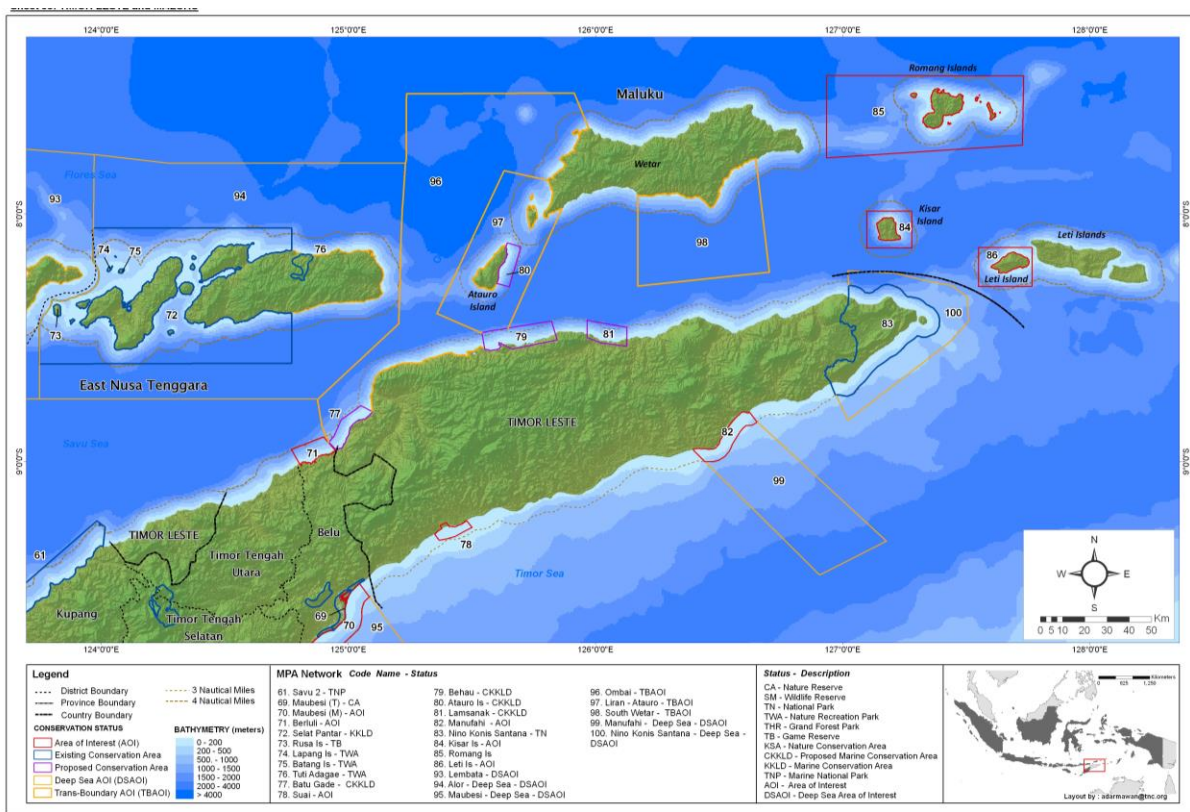 124°0'0"E 125°0'0"E 126°0'0"E 127°0'0"E 128°0'0"E
Romang Islands
Maluku
85
Flores Sea
94
96
Wetar
93
8°0'0"S
8°0'0"S
97
Kisar
Island
74
75
76
84
98
Leti Islands
80
86
Atauro
Island
Leti Island
72
100
73
79
81
83
East Nusa Tenggara
77
TIMOR LESTE
82
Savu Sea
71
9°0'0"S
9°0'0"S
99
TIMOR LESTE
Belu
78
61
Timor Tengah
Utara
Timor Sea
N
W E
S
Kupang
69
Timor Tengah
Selatan
70
95
0 5 10 20 30 40 50 Km
124°0'0"E 125°0'0"E 126°0'0"E 127°0'0"E 128°0'0"E
Legend
District Boundary
Province Boundary
Country Boundary
3 Nautical Miles
4 Nautical Miles
CONSERVATION STATUS
Area of Interest (AOI)
Existing Conservation Area
Proposed Conservation Area
Deep Sea AOI (DSAOI)
Trans-Boundary AOI (TBAOI)
BATHYMETRY (meters)
0 - 200
200 - 500
500 - 1000
1000 - 1500
1500 - 2000
2000 - 4000
> 4000
MPA Network Code Name - Status
61. Savu 2 - TNP
69. Maubesi (T) - CA
70. Maubesi (M) - AOI
71. Berluli - AOI
72. Selat Pantar - KKLD
73. Rusa Is - TB
74. Lapang Is - TWA
75. Batang Is - TWA
76. Tuti Adagae - TWA
77. Batu Gade - CKKLD
78. Suai - AOI
79. Behau - CKKLD
80. Atauro Is - CKKLD
81. Lamsanak - CKLD
82. Manufahi - AOI
83. Nino Konis Santana - TN
84. Kisar Is - AOI
85. Romang Is
86. Leti Is - AOI
93. Lembata - DSAOI
94. Alor - Deep Sea - DSAOI
95. Maubesi - Deep Sea - DSAOI
96. Ombai - TBAOI
97. Liran - Atauro - TBAOI
98. South Wetar - TBAOI
99. Manufahi - Deep Sea - DSAOI
100. Nino Konis Santana - Deep Sea -
DSAOI
Status - Description
CA - Nature Reserve
SM - Wildlife Reserve
TN - National Park
TWA - Nature Recreation Park
THR - Grand Forest Park
TB - Game Reserve
KSA - Nature Conservation Area
CKKLD - Proposed Marine Conservation Area
KKLD - Marine Conservation Area
TNP - Marine National Park
AOI - Area of Interest
DSAOI - Deep Sea Area of Interest
Kilometers
0 625 1,250
Layout by : adarmawan@tnc.org